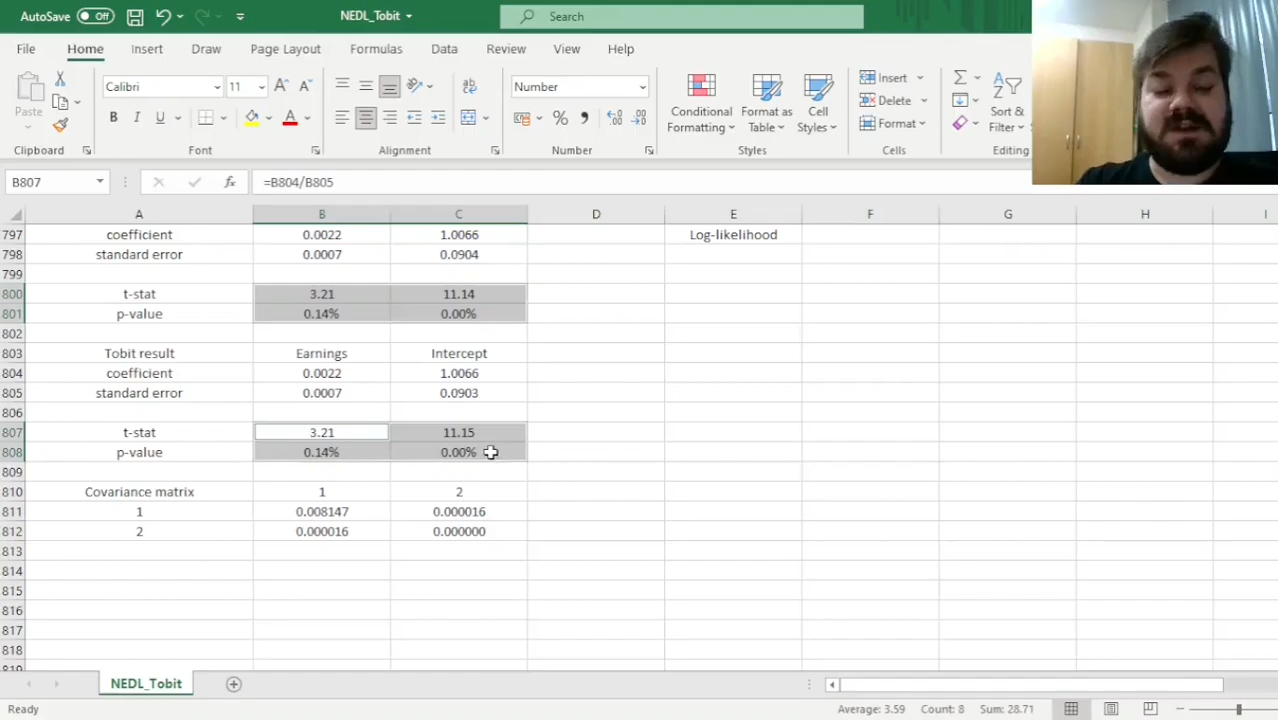 AutoSave Off NEDL_Tobit Search
File Home Insert Draw Page Layout Formulas Data Review View Help
Paste Calibri 11 Number Conditional Formatting Format as Table Cell Styles Insert Delete Format Sort & Filter
Clipboard Font Alignment Number Styles Cells Editing
B807 =B804/B805
A B C D E F G H I
797 coefficient 0.0022 1.0066 Log-likelihood
798 standard error 0.0007 0.0904
799
800 t-stat 3.21 11.14
801 p-value 0.14% 0.00%
802
803 Tobit result Earnings Intercept
804 coefficient 0.0022 1.0066
805 standard error 0.0007 0.0903
806
807 t-stat 3.21 11.15
808 p-value 0.14% 0.00%
809
810 Covariance matrix 1 2
811 1 0.008147 0.000016
812 2 0.000016 0.000000
813
814
815
816
817
818
819
NEDL_Tobit
Ready Average: 3.59 Count: 8 Sum: 28.71